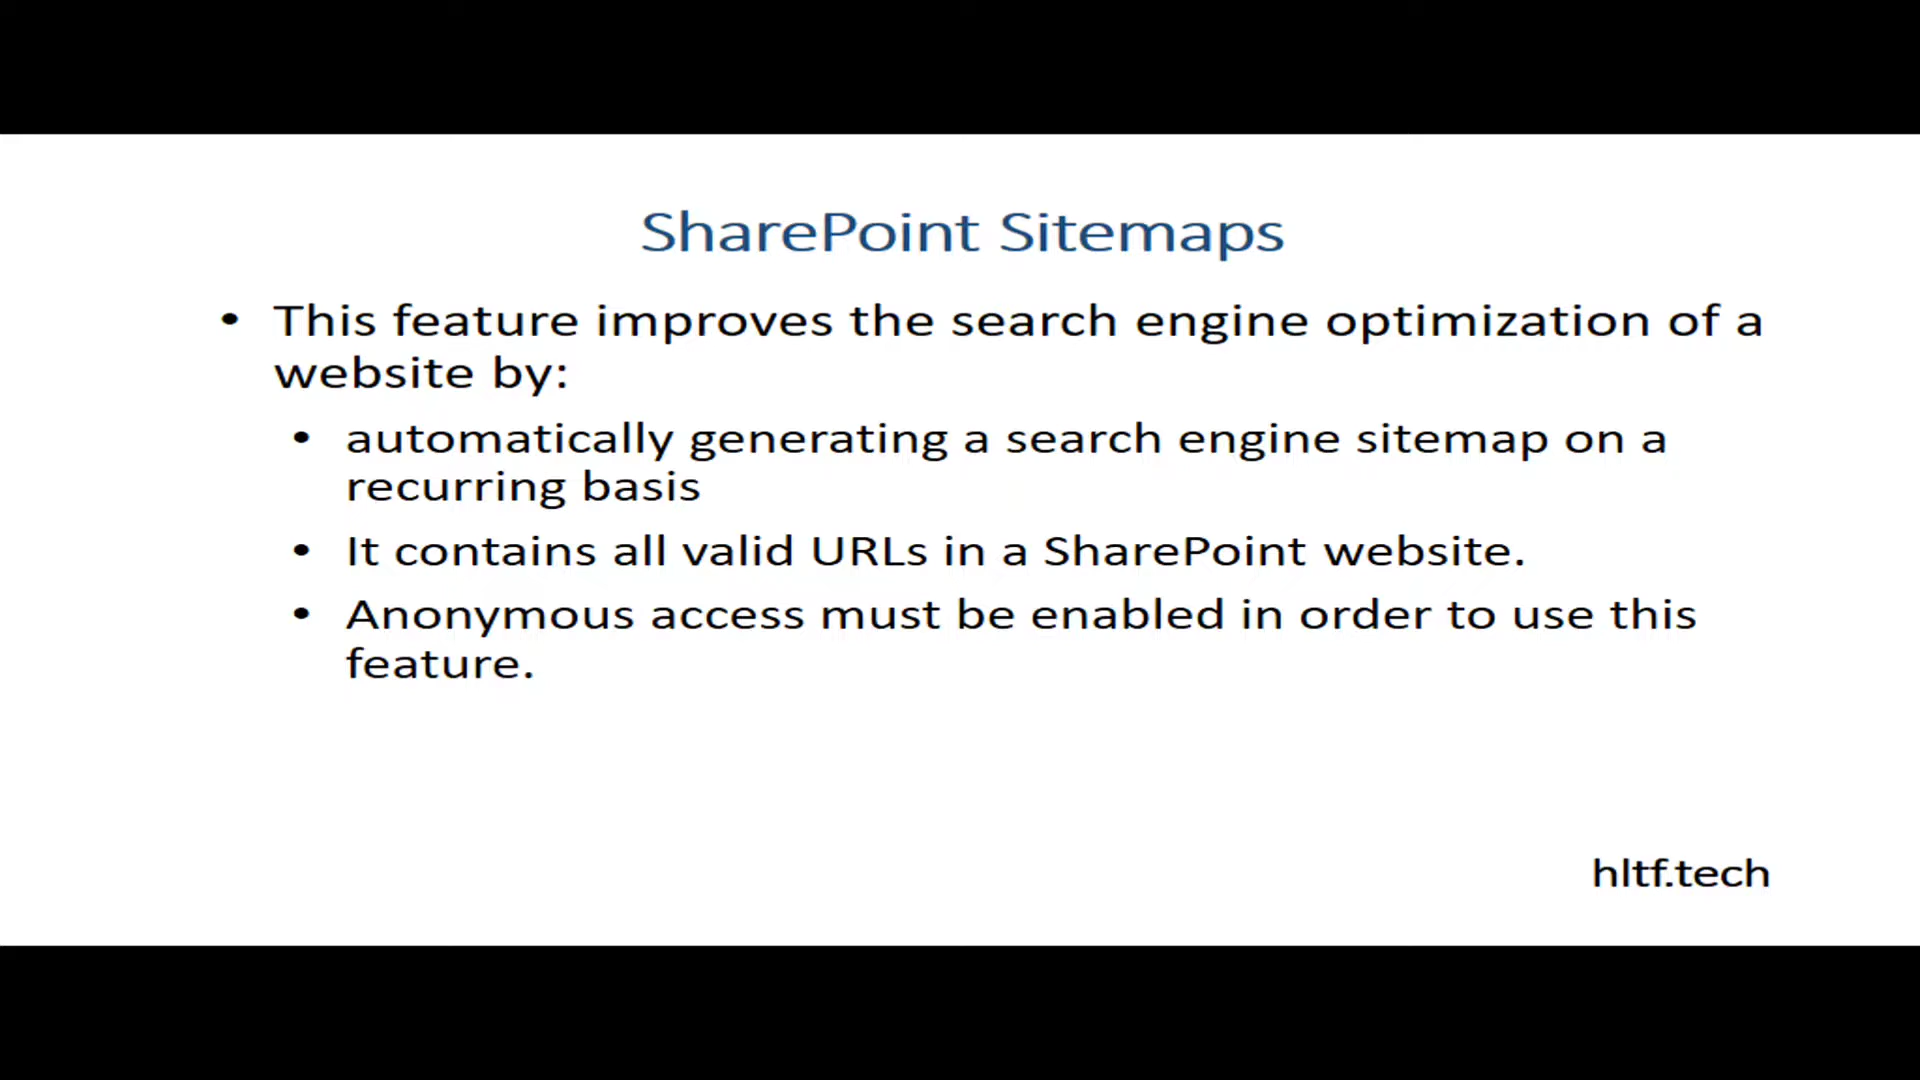 SharePoint Sitemaps
• This feature improves the search engine optimization of a
website by:
• automatically generating a search engine sitemap on a
recurring basis
• It contains all valid URLs in a SharePoint website.
• Anonymous access must be enabled in order to use this
feature.
hltf.tech